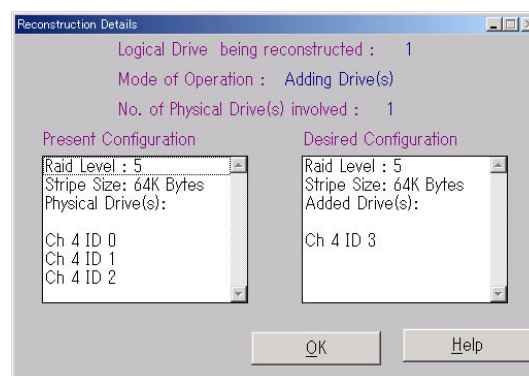 Reconstruction Details
Logical Drive being reconstructed : 1
Mode of Operation : Adding Drive(s)
No. of Physical Drive(s) involved : 1
Present Configuration
Raid Level : 5
Stripe Size: 64K Bytes
Physical Drive(s):
Ch 4 ID 0
Ch 4 ID 1
Ch 4 ID 2
Desired Configuration
Raid Level : 5
Stripe Size: 64K Bytes
Added Drive(s):
Ch 4 ID 3
OK
Help